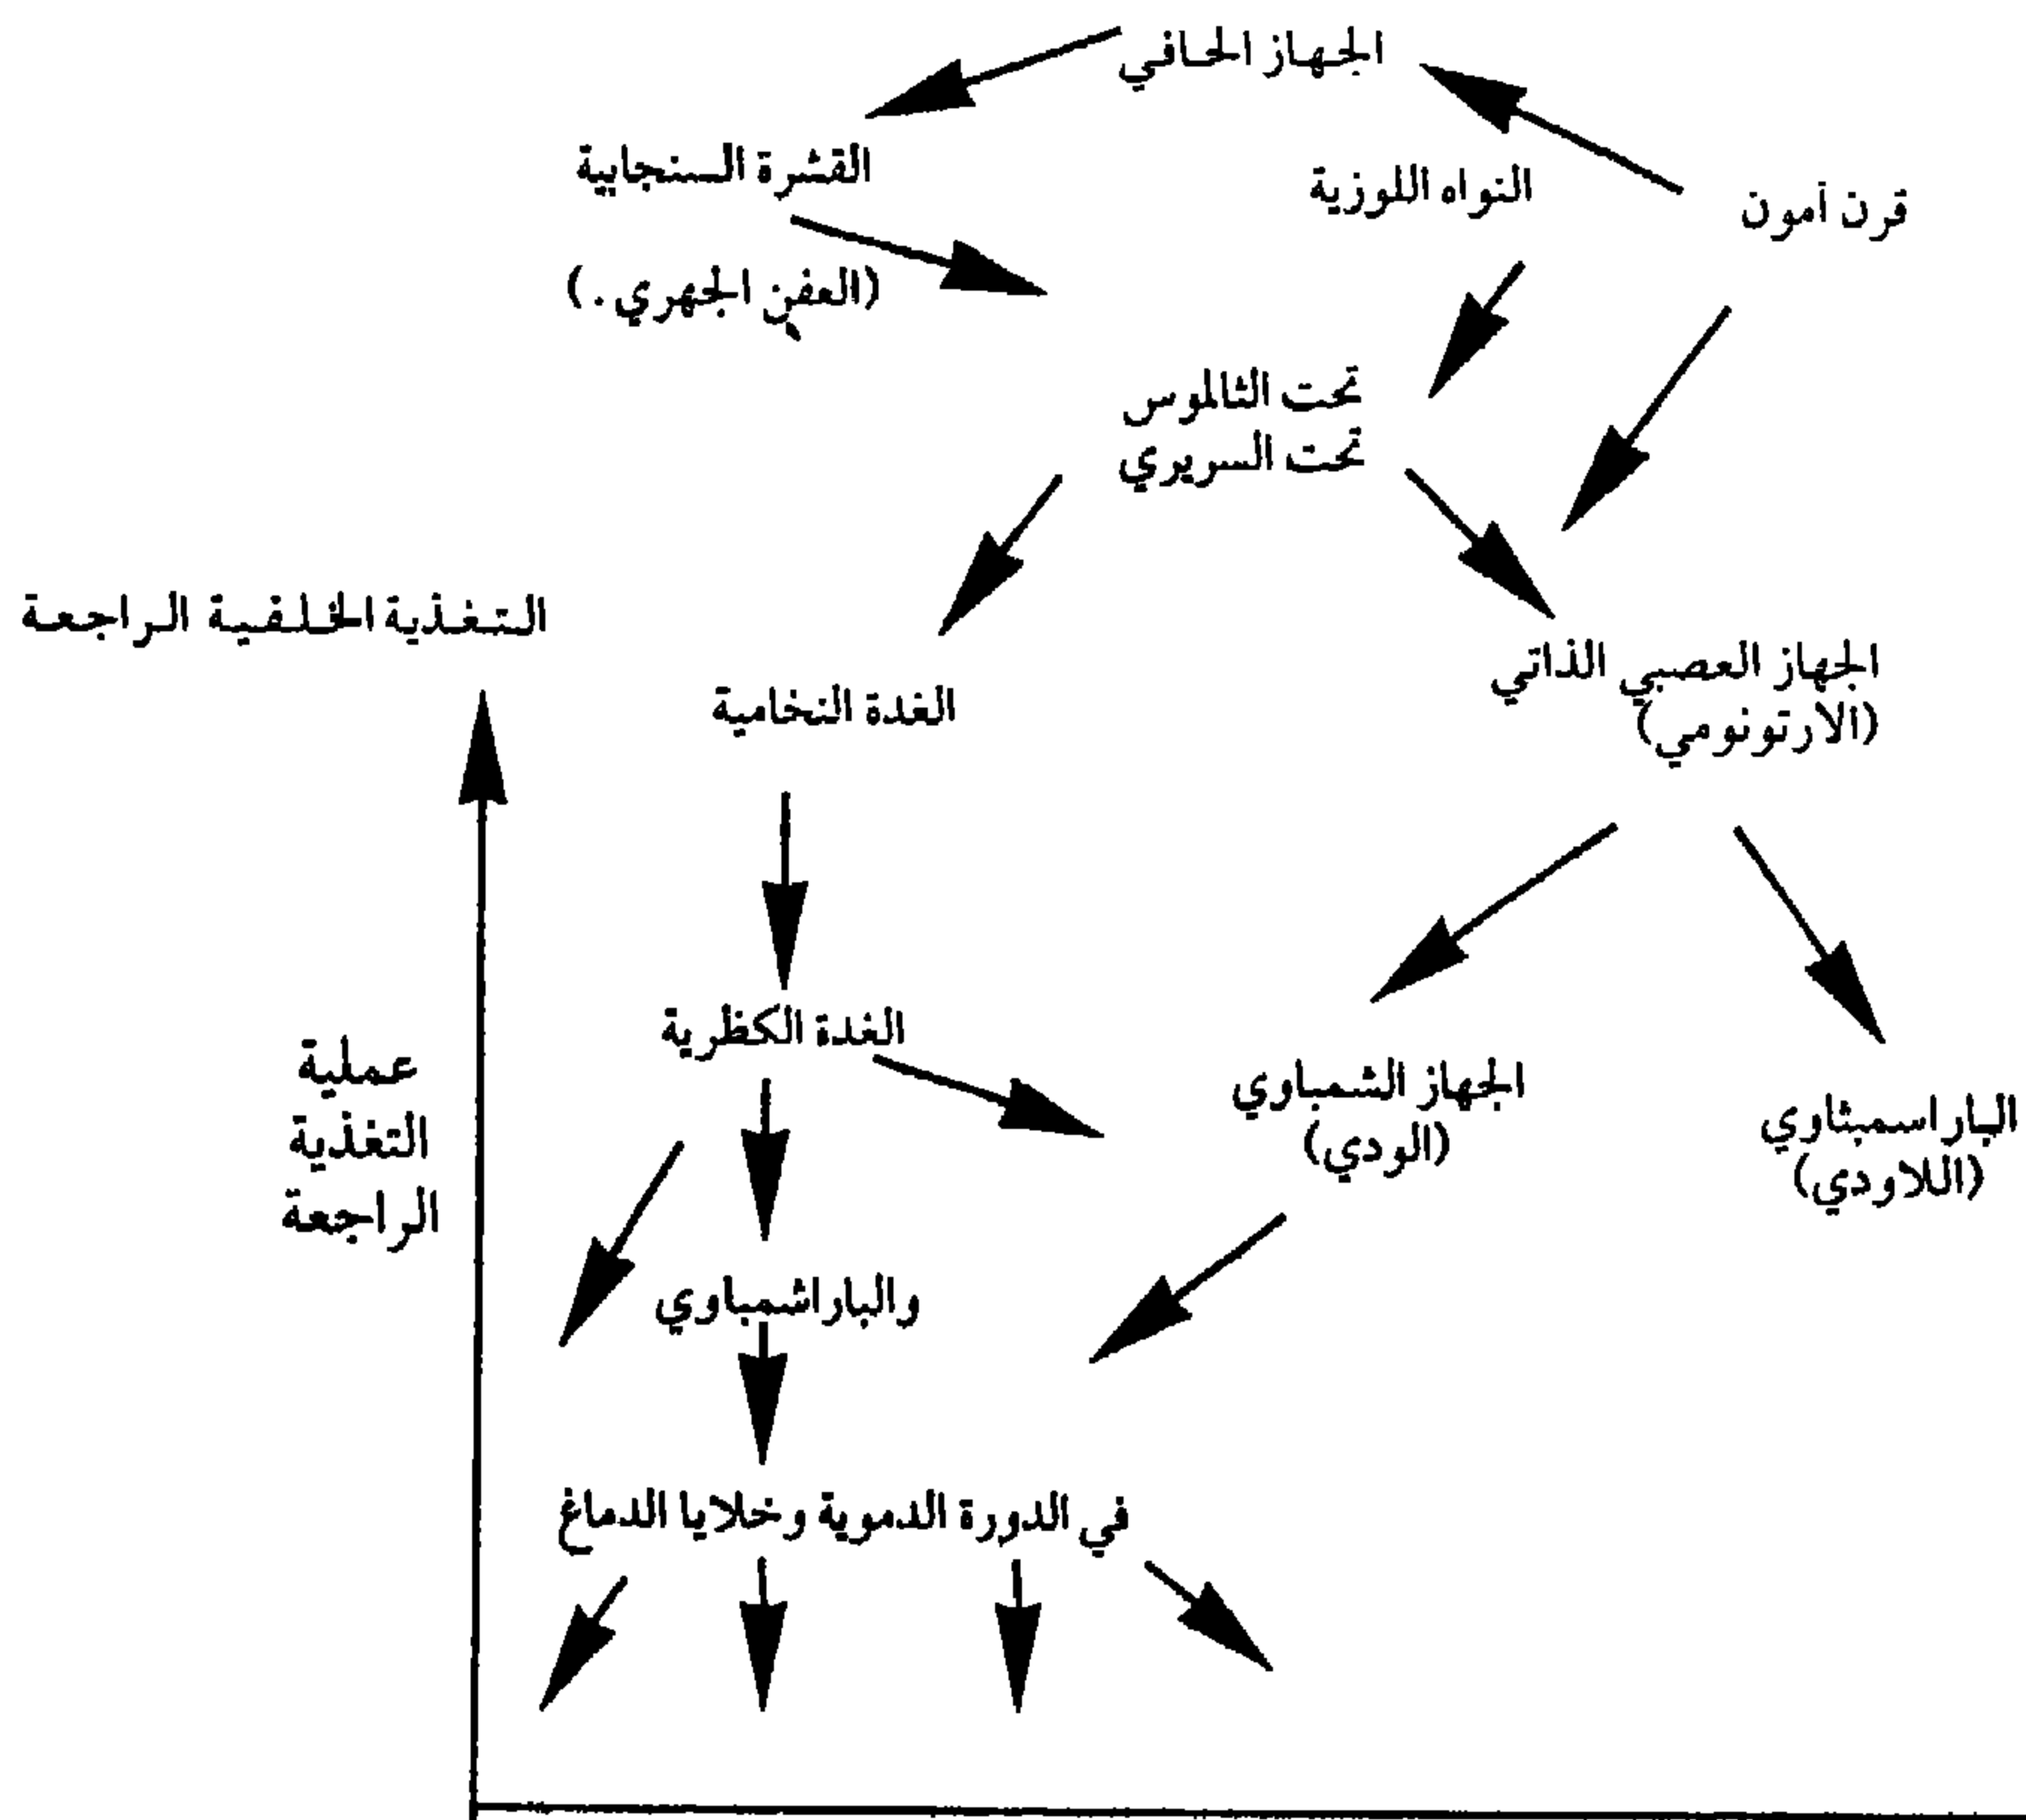 الجهاز الحافي
القشرة السنجابية
النواه اللوزية
قرن آمون
(العفن الجهري .)
تحت الثالموس
تحت السريري
التغذية الخلفية الراجعة
الجهاز العصبي الذاتي
(الارتونومي)
الغدة النخامية
الغدة الكظرية
عملية
التغذية
الراجعة
الجهاز الشمباوي
(الودي)
الباراسمبثاوي
(اللاودي)
والباراشمباوي
في الدورة الدموية وخلايا الدماغ